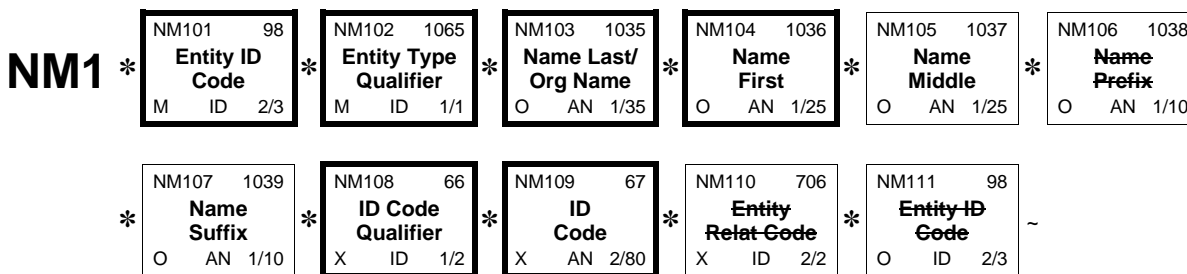 NM101 98 NM102 1065 NM103 1035 NM104 1036 NM105 1037 NM106 1038
NM1 * Entity ID * Entity Type * Name Last/ * Name * Name * Name
Code Qualifier Org Name First Middle Prefix
M ID 2/3 M ID 1/1 O AN 1/35 O AN 1/25 O AN 1/25 O AN 1/10
NM107 1039 NM108 66 NM109 67 NM110 706 NM111 98
* Name * ID Code * ID * Entity * Entity ID ~
Suffix Qualifier Code Relat Code Code
O AN 1/10 X ID 1/2 X AN 2/80 X ID 2/2 O ID 2/3